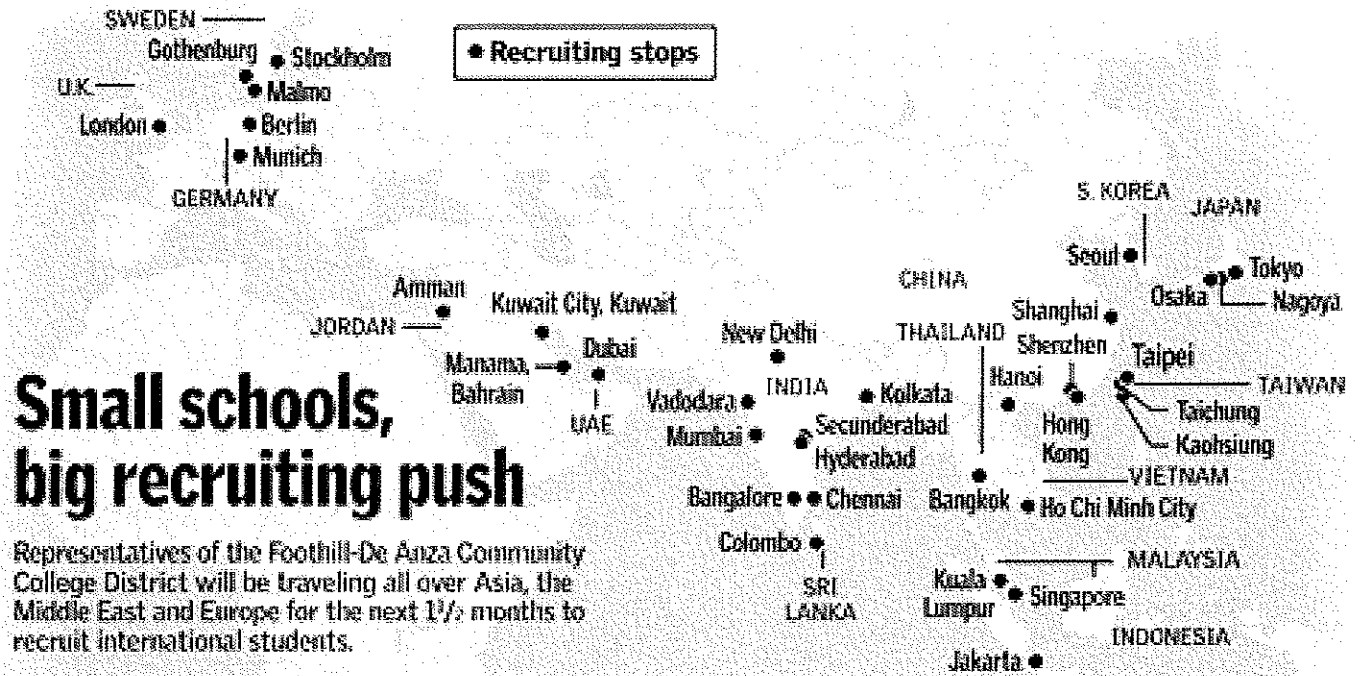 SWEDEN
Gothenburg
Stockholm
Recruiting stops
U.K.
Malmo
London
Berlin
Munich
GERMANY
S. KOREA
JAPAN
Seoul
Tokyo
Osaka
Nagoya
CHINA
Amman
Kuwait City, Kuwait
JORDAN
Shanghai
New Delhi
THAILAND
Shenzhen
Dubai
Manama,
Bahrain
Taipei
Hanoi
INDIA
TAIWAN
Vadodara
Kolkata
UAE
Taichung
Mumbai
Secunderabad
Hyderabad
Hong
Kong
Kaohsiung
Small schools,
big recruiting push
VIETNAM
Bangalore
Chennai
Bangkok
Ho Chi Minh City
Colombo
SRI
LANKA
MALAYSIA
Kuala
Lumpur
Singapore
INDONESIA
Jakarta
Representatives of the Foothill-De Anza Community
College District will be traveling all over Asia, the
Middle East and Europe for the next 1½ months to
recruit international students.